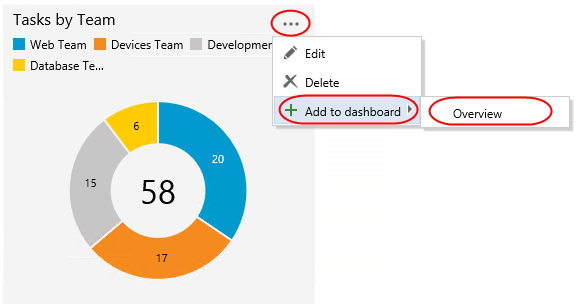 Tasks by Team
...
Web Team Devices Team Developmen
Database Te...
Edit
Delete
Add to dashboard
Overview
6
20
15
58
17